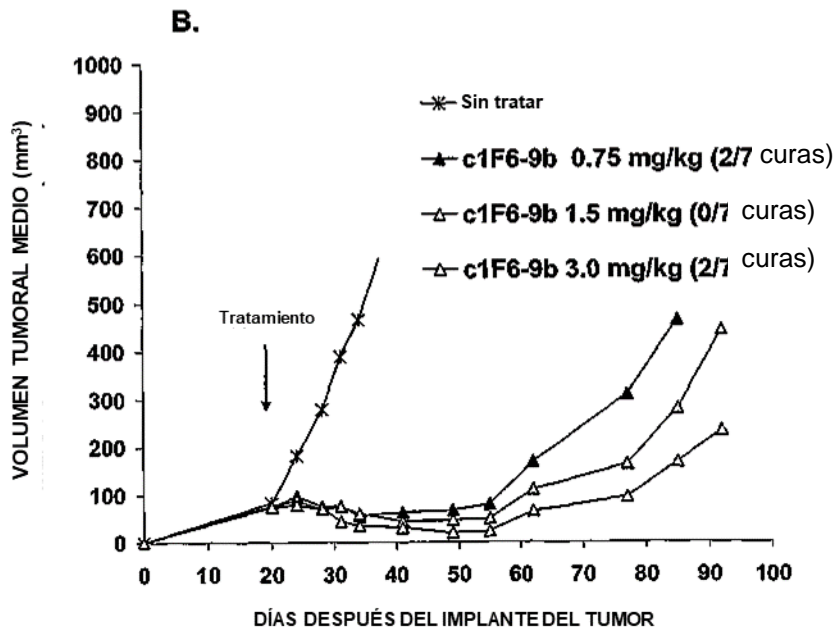 B.
VOLUMEN TUMORAL MEDIO (mm³)
1000
900
800
700
600
500
400
300
200
100
0
Sin tratar
c1F6-9b 0.75 mg/kg (2/7 curas)
c1F6-9b 1.5 mg/kg (0/7 curas)
c1F6-9b 3.0 mg/kg (2/7 curas)
Tratamiento
0 10 20 30 40 50 60 70 80 90 100
DÍAS DESPUÉS DEL IMPLANTE DEL TUMOR